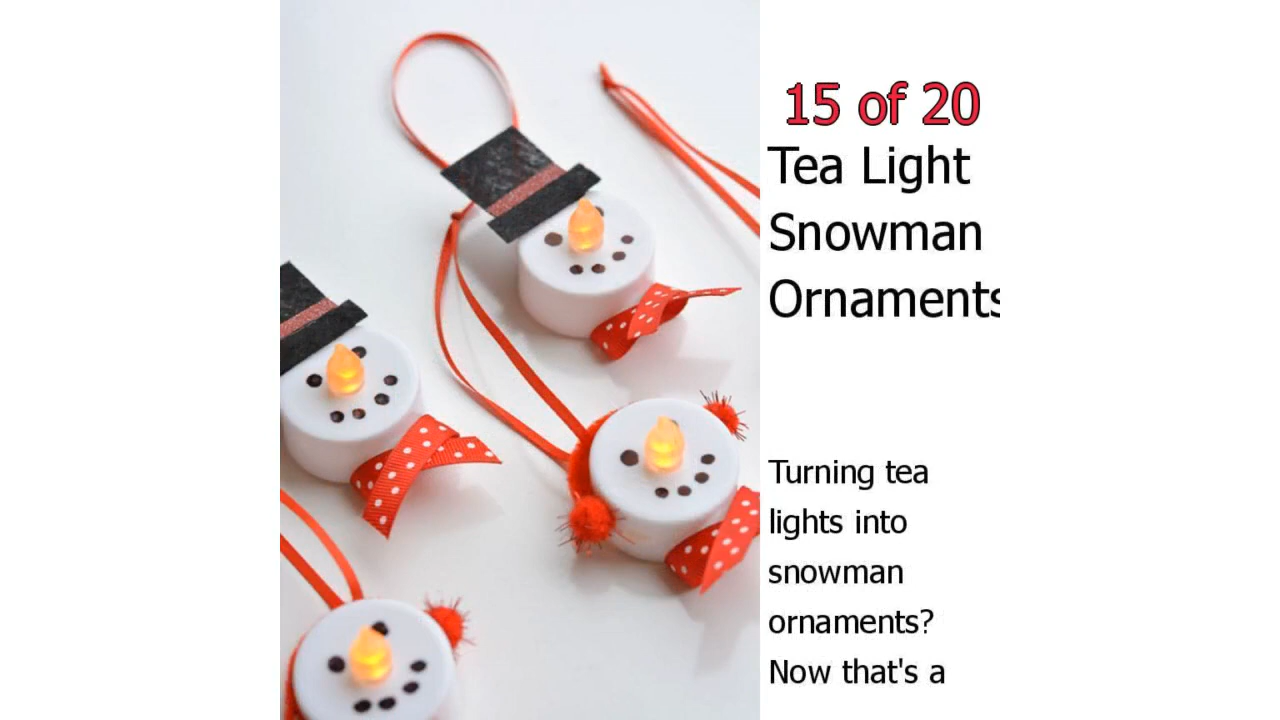 15 of 20
Tea Light
Snowman
Ornaments
Turning tea
lights into
snowman
ornaments?
Now that's a